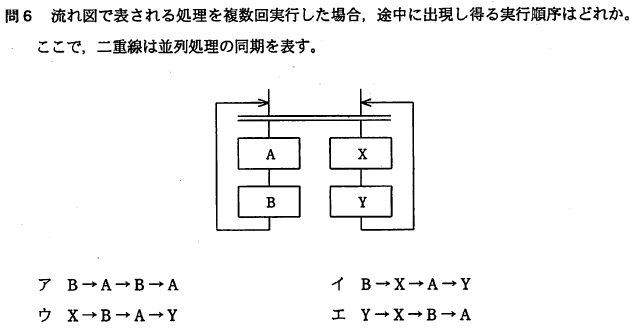 問6 流れ図で表される処理を複数回実行した場合，途中に出現し得る実行順序はどれか。
ここで，二重線は並列処理の同期を表す。
A X
B Y
ア B→A→B→A イ B→X→A→Y
ウ X→B→A→Y エ Y→X→B→A